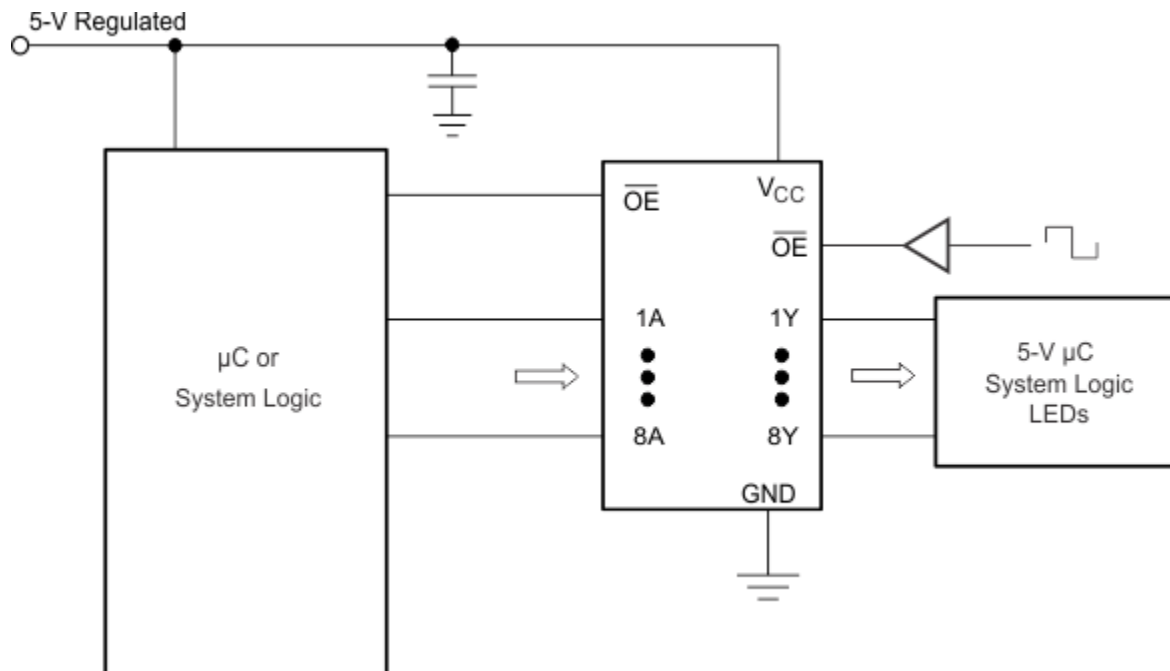 5-V Regulated
OE
VCC
OE
1A
1Y
8A
8Y
GND
µC or
System Logic
5-V µC
System Logic
LEDs